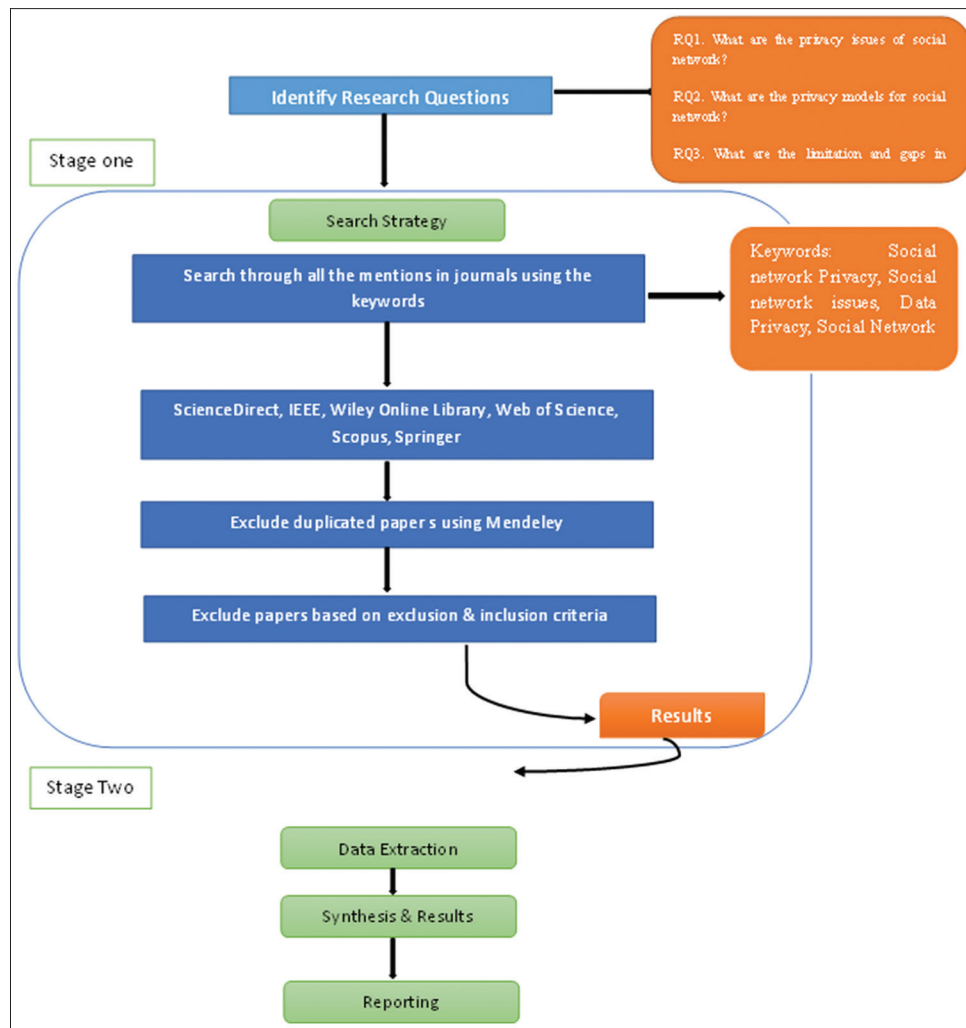 Identify Research Questions
RQ1. What are the privacy issues of social
network?
RQ2. What are the privacy models for social
network?
RQ3. What are the limitation and gaps in
Stage one
Search Strategy
Search through all the mentions in journals using the
keywords
Keywords: Social
network Privacy, Social
network issues, Data
Privacy, Social Network
ScienceDirect, IEEE, Wiley Online Library, Web of Science,
Scopus, Springer
Exclude duplicated paper s using Mendeley
Exclude papers based on exclusion & inclusion criteria
Results
Stage Two
Data Extraction
Synthesis & Results
Reporting